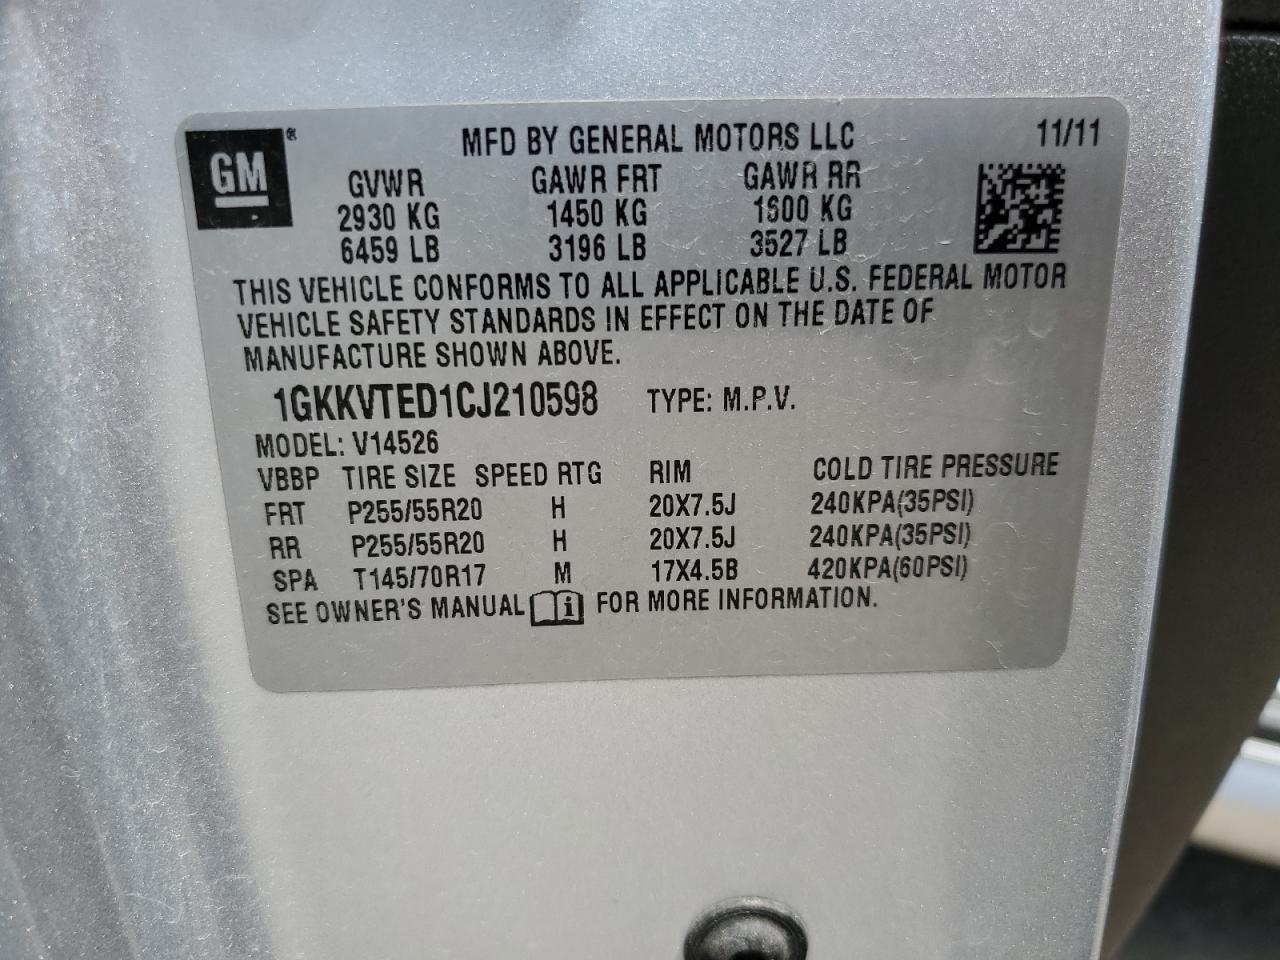 GM ® MFD BY GENERAL MOTORS LLC 11/11
GVWR GAWR FRT GAWR RR
2930 KG 1450 KG 1600 KG
6459 LB 3196 LB 3527 LB
THIS VEHICLE CONFORMS TO ALL APPLICABLE U.S. FEDERAL MOTOR
VEHICLE SAFETY STANDARDS IN EFFECT ON THE DATE OF
MANUFACTURE SHOWN ABOVE.
1GKKVTED1CJ210598 TYPE: M.P.V.
MODEL: V14526
VBBP TIRE SIZE SPEED RTG RIM COLD TIRE PRESSURE
FRT P255/55R20 H 20X7.5J 240KPA(35PSI)
RR P255/55R20 H 20X7.5J 240KPA(35PSI)
SPA T145/70R17 M 17X4.5B 420KPA(60PSI)
SEE OWNER'S MANUAL i FOR MORE INFORMATION.